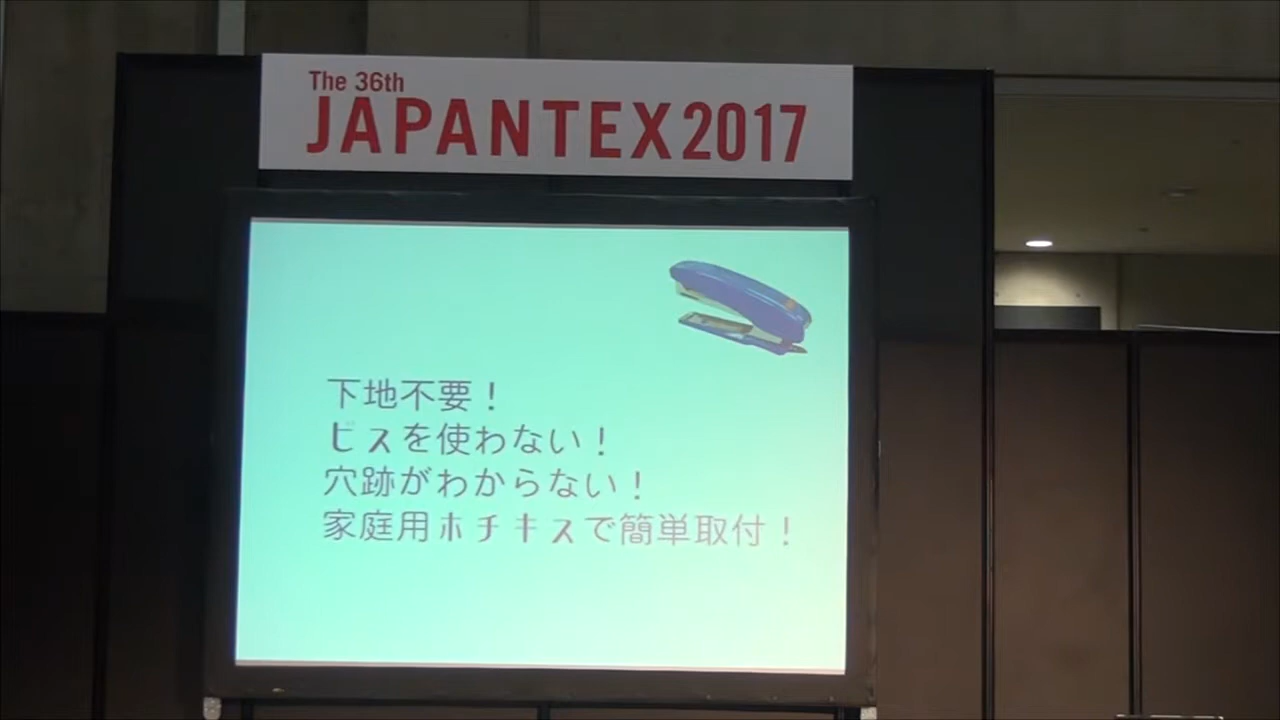 The 36th
JAPANTEX2017
下地不要！
ビスを使わない！
穴跡がわからない！
家庭用ホチキスで簡単取付！